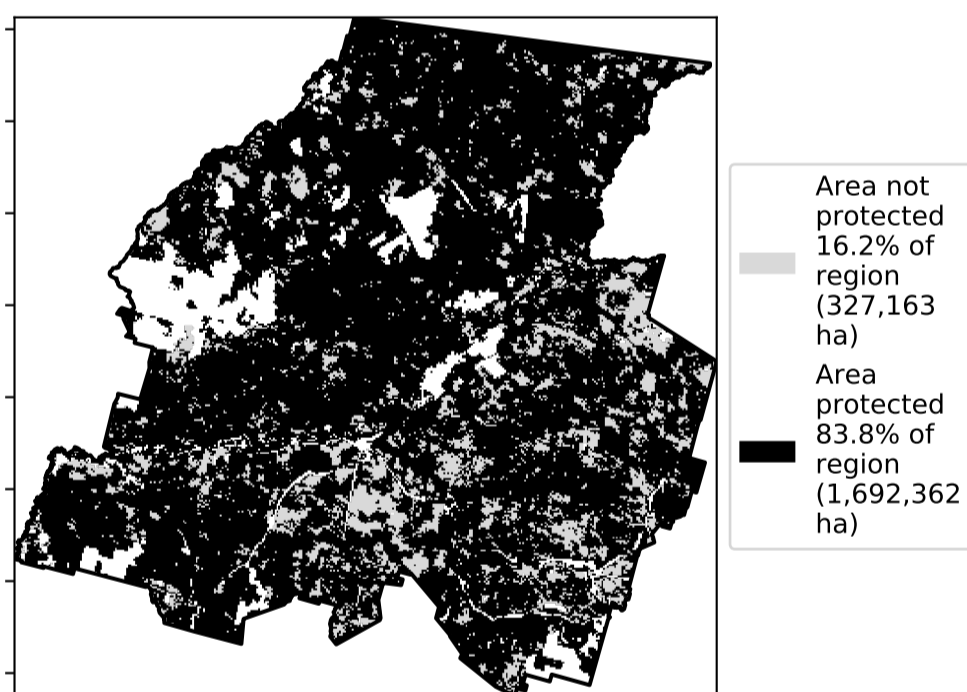 Area not
protected
16.2% of
region
(327,163
ha)
Area
protected
83.8% of
region
(1,692,362
ha)